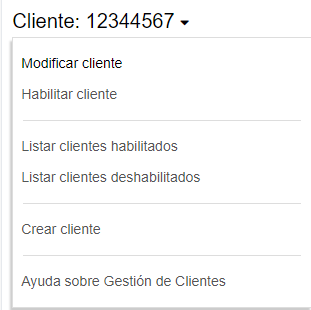 Cliente: 12344567
Modificar cliente
Habilitar cliente
Listar clientes habilitados
Listar clientes deshabilitados
Crear cliente
Ayuda sobre Gestión de Clientes